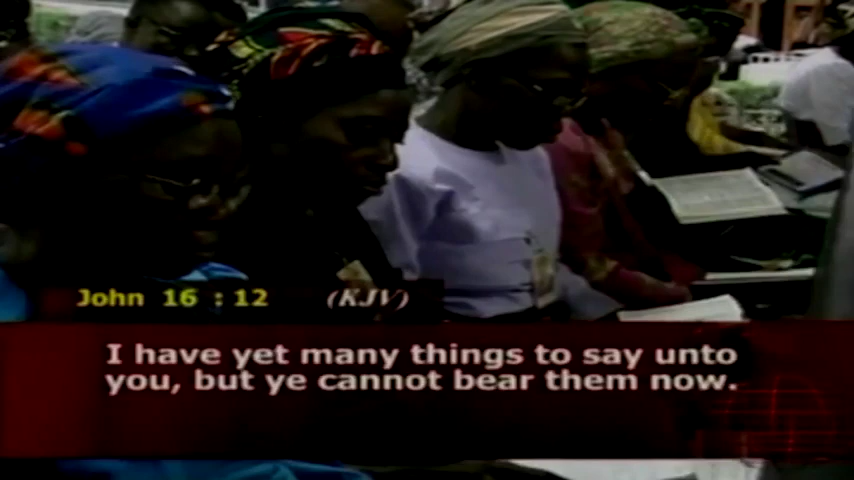 John 16 : 12 (KJV)
I have yet many things to say unto
you, but ye cannot bear them now.